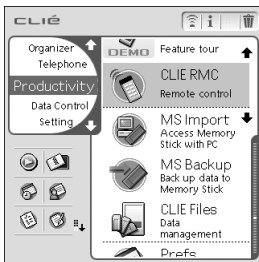 CLIÉ
i
Organizer
Telephone
Productivity
Data Control
Setting
DEMO Feature tour
CLIE RMC
Remote control
MS Import
Access Memory
Stick with PC
MS Backup
Back up data to
Memory Stick
CLIE Files
Data
management
Prefs